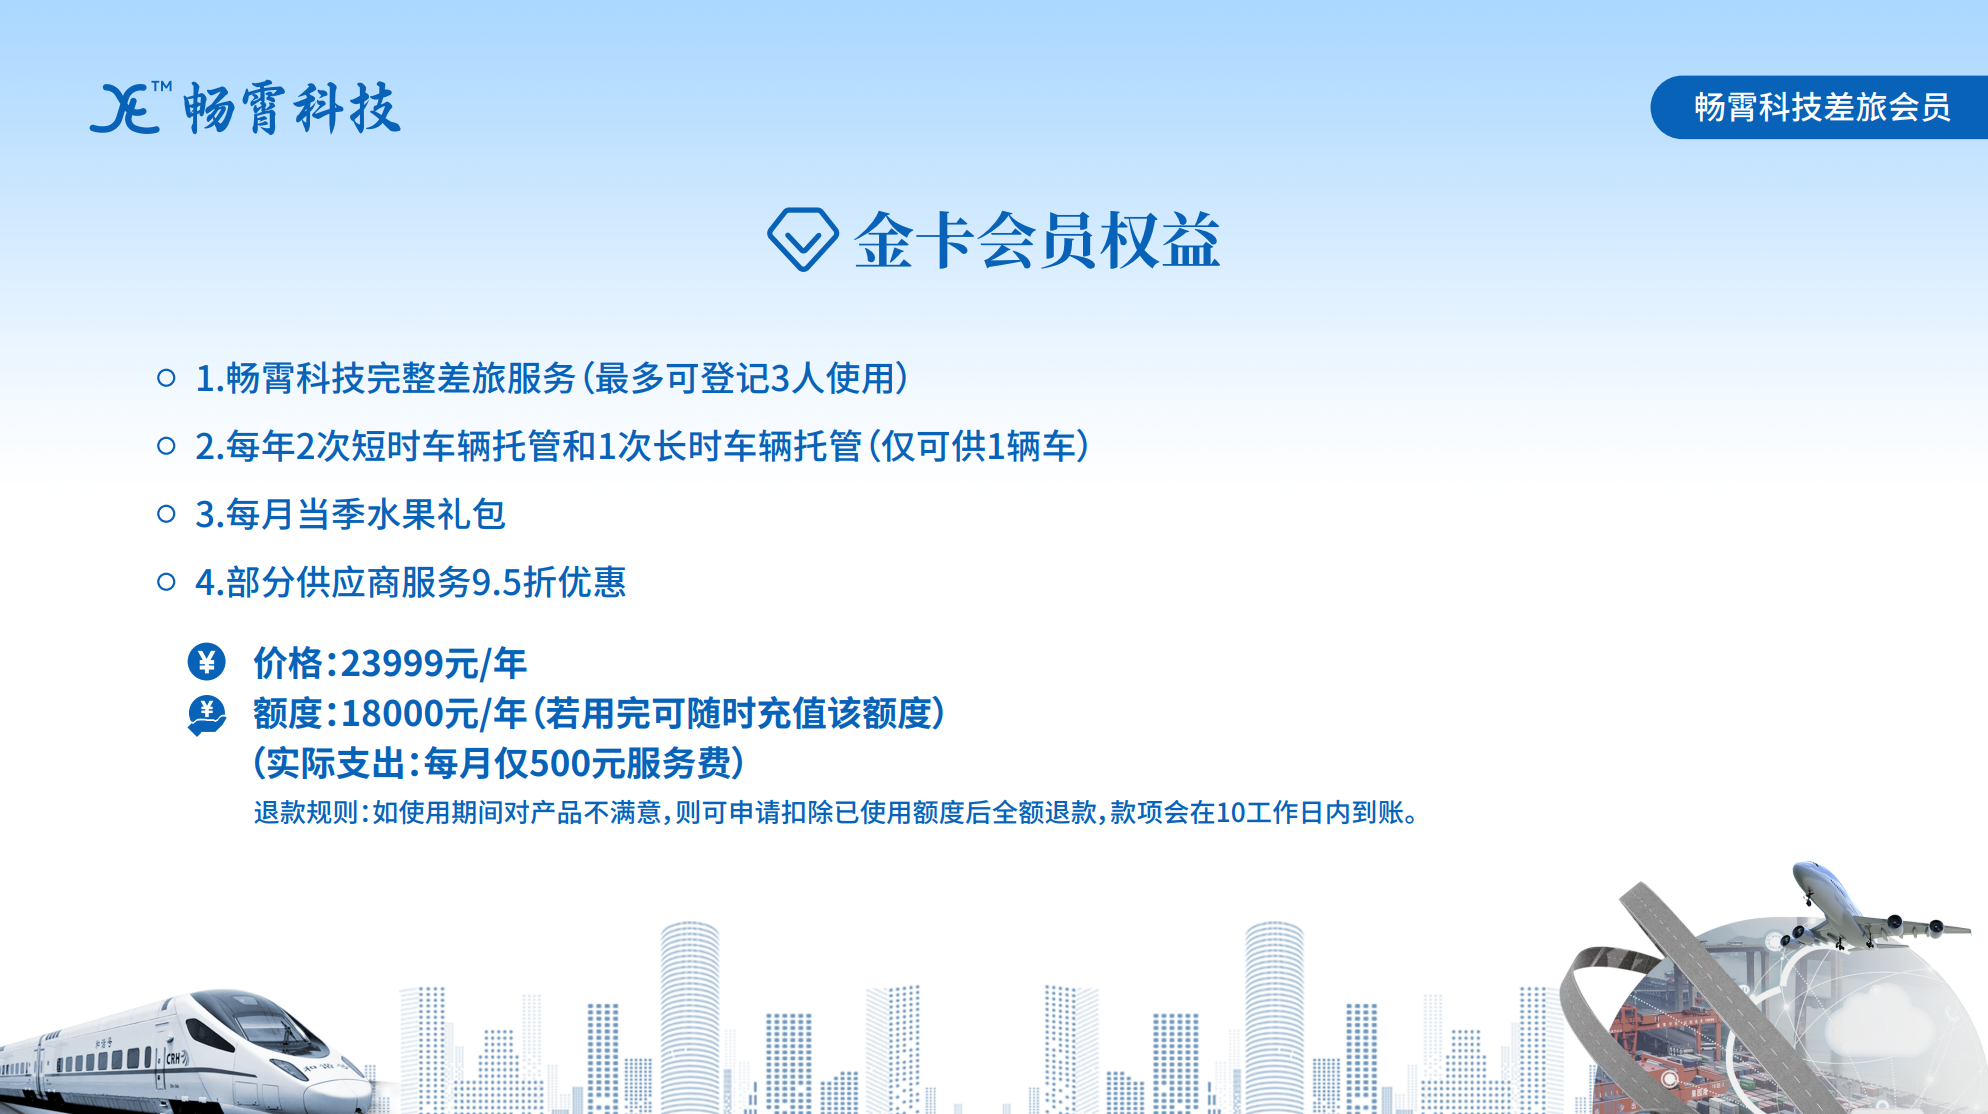 XE™ 畅霄科技
畅霄科技差旅会员
金卡会员权益
1.畅霄科技完整差旅服务（最多可登记3人使用）
2.每年2次短时车辆托管和1次长时车辆托管（仅可供1辆车）
3.每月当季水果礼包
4.部分供应商服务9.5折优惠
¥ 价格：23999元/年
¥ 额度：18000元/年（若用完可随时充值该额度）
（实际支出：每月仅500元服务费）
退款规则：如使用期间对产品不满意，则可申请扣除已使用额度后全额退款，款项会在10工作日内到账。
和谐号
CRH